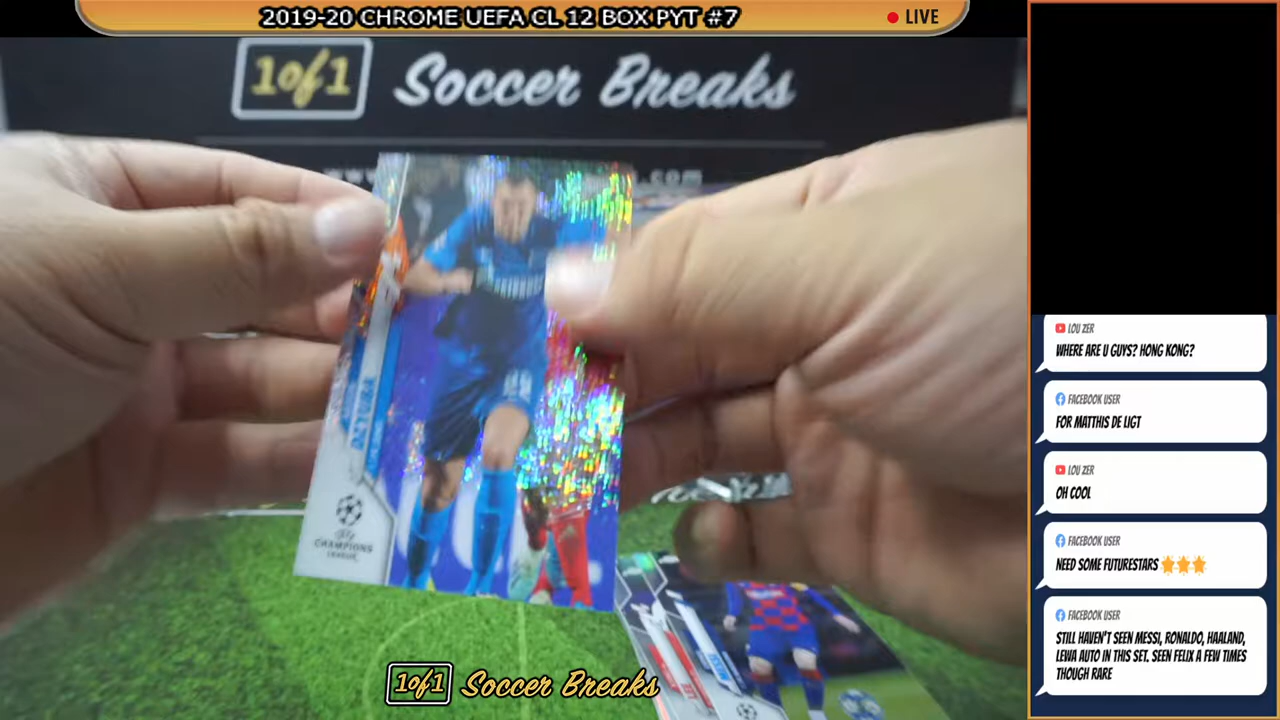 2019-20 CHROME UEFA CL 12 BOX PYT #7
LIVE
1of1 Soccer Breaks
DZYUBA
UEFA
CHAMPIONS
LEAGUE
MESSI
1of1 Soccer Breaks
LOU ZER
WHERE ARE U GUYS? HONG KONG?
FACEBOOK USER
FOR MATTHIS DE LIGT
LOU ZER
OH COOL
FACEBOOK USER
NEED SOME FUTURESTARS 🌟🌟🌟
FACEBOOK USER
STILL HAVEN'T SEEN MESSI, RONALDO, HAALAND,
LEWA AUTO IN THIS SET. SEEN FELIX A FEW TIMES
THOUGH RARE